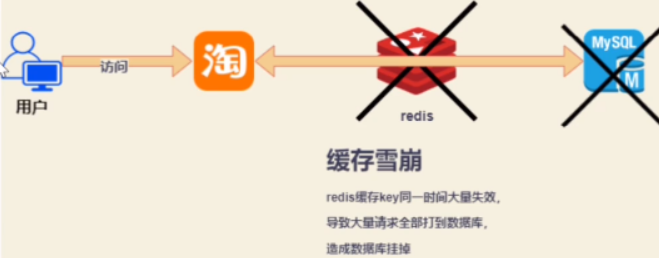 访问
淘
MySQL
M
用户
redis
缓存雪崩
redis缓存key同一时间大量失效，
导致大量请求全部打到数据库，
造成数据库挂掉